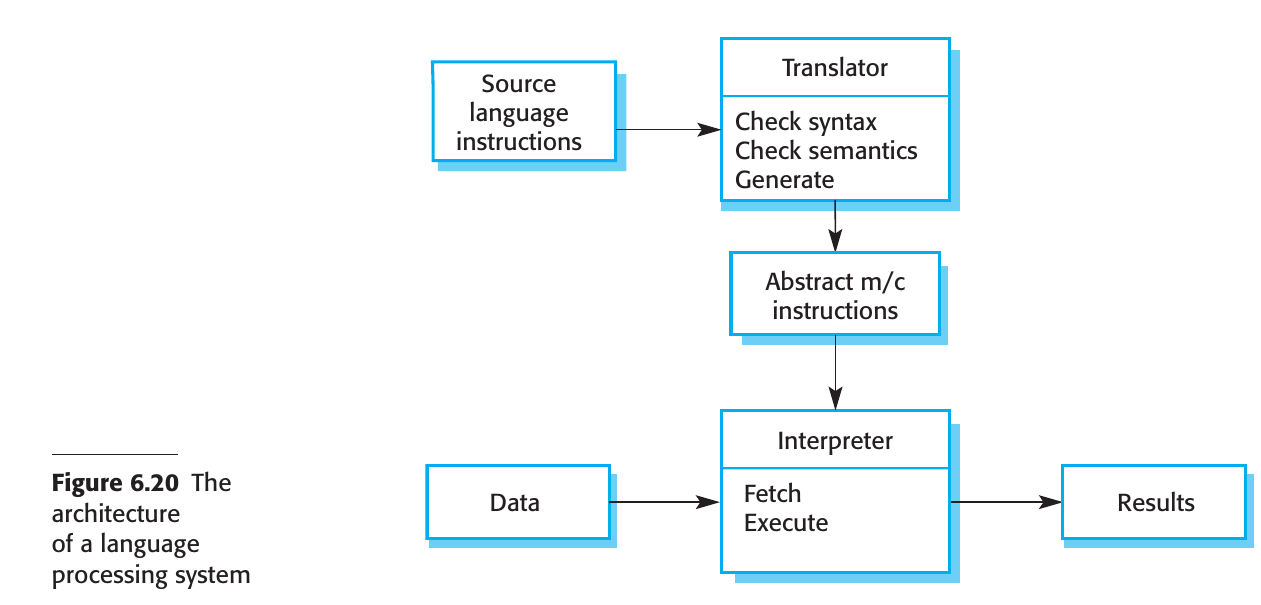 Source
language
instructions
Translator
Check syntax
Check semantics
Generate
Abstract m/c
instructions
Interpreter
Fetch
Execute
Data
Results
Figure 6.20 The
architecture
of a language
processing system